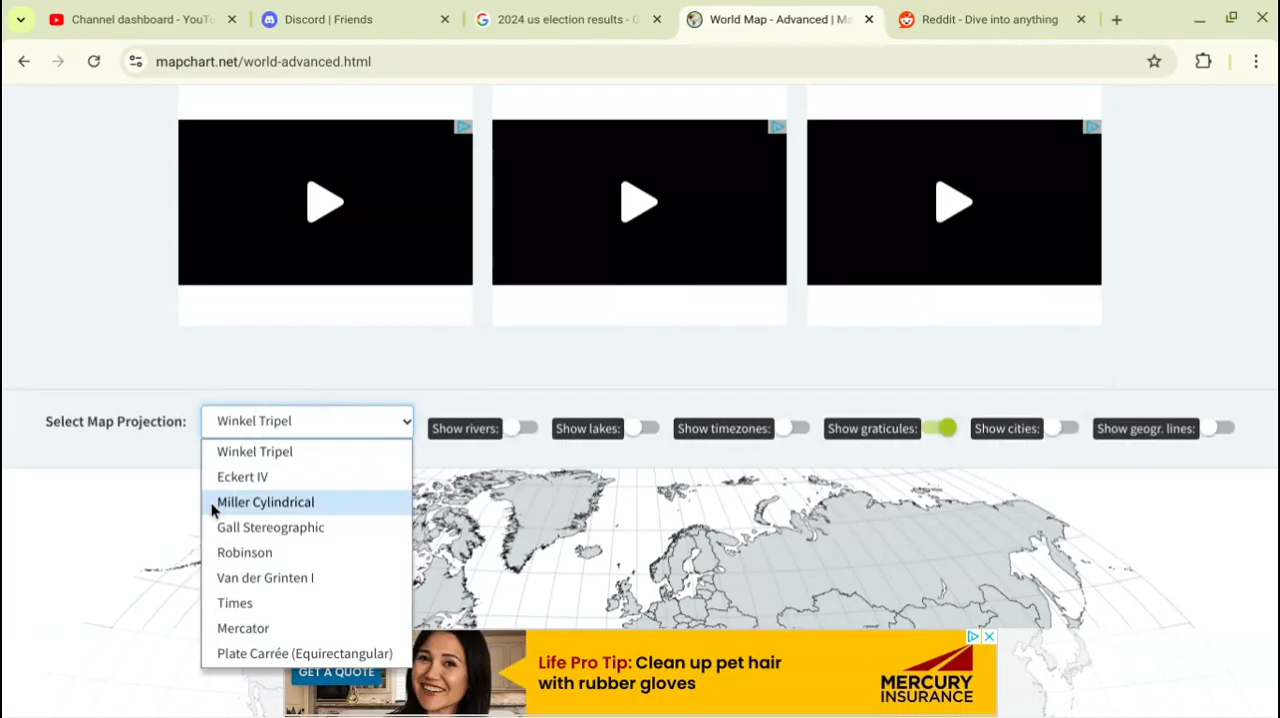 Channel dashboard - YouTu
Discord | Friends
2024 us election results - G
World Map - Advanced | Ma
Reddit - Dive into anything
mapchart.net/world-advanced.html
Select Map Projection:
Winkel Tripel
Show rivers:
Show lakes:
Show timezones:
Show graticules:
Show cities:
Show geogr. lines:
Winkel Tripel
Eckert IV
Miller Cylindrical
Gall Stereographic
Robinson
Van der Grinten I
Times
Mercator
Plate Carrée (Equirectangular)
GET A QUOTE
Life Pro Tip: Clean up pet hair
with rubber gloves
MERCURY
INSURANCE